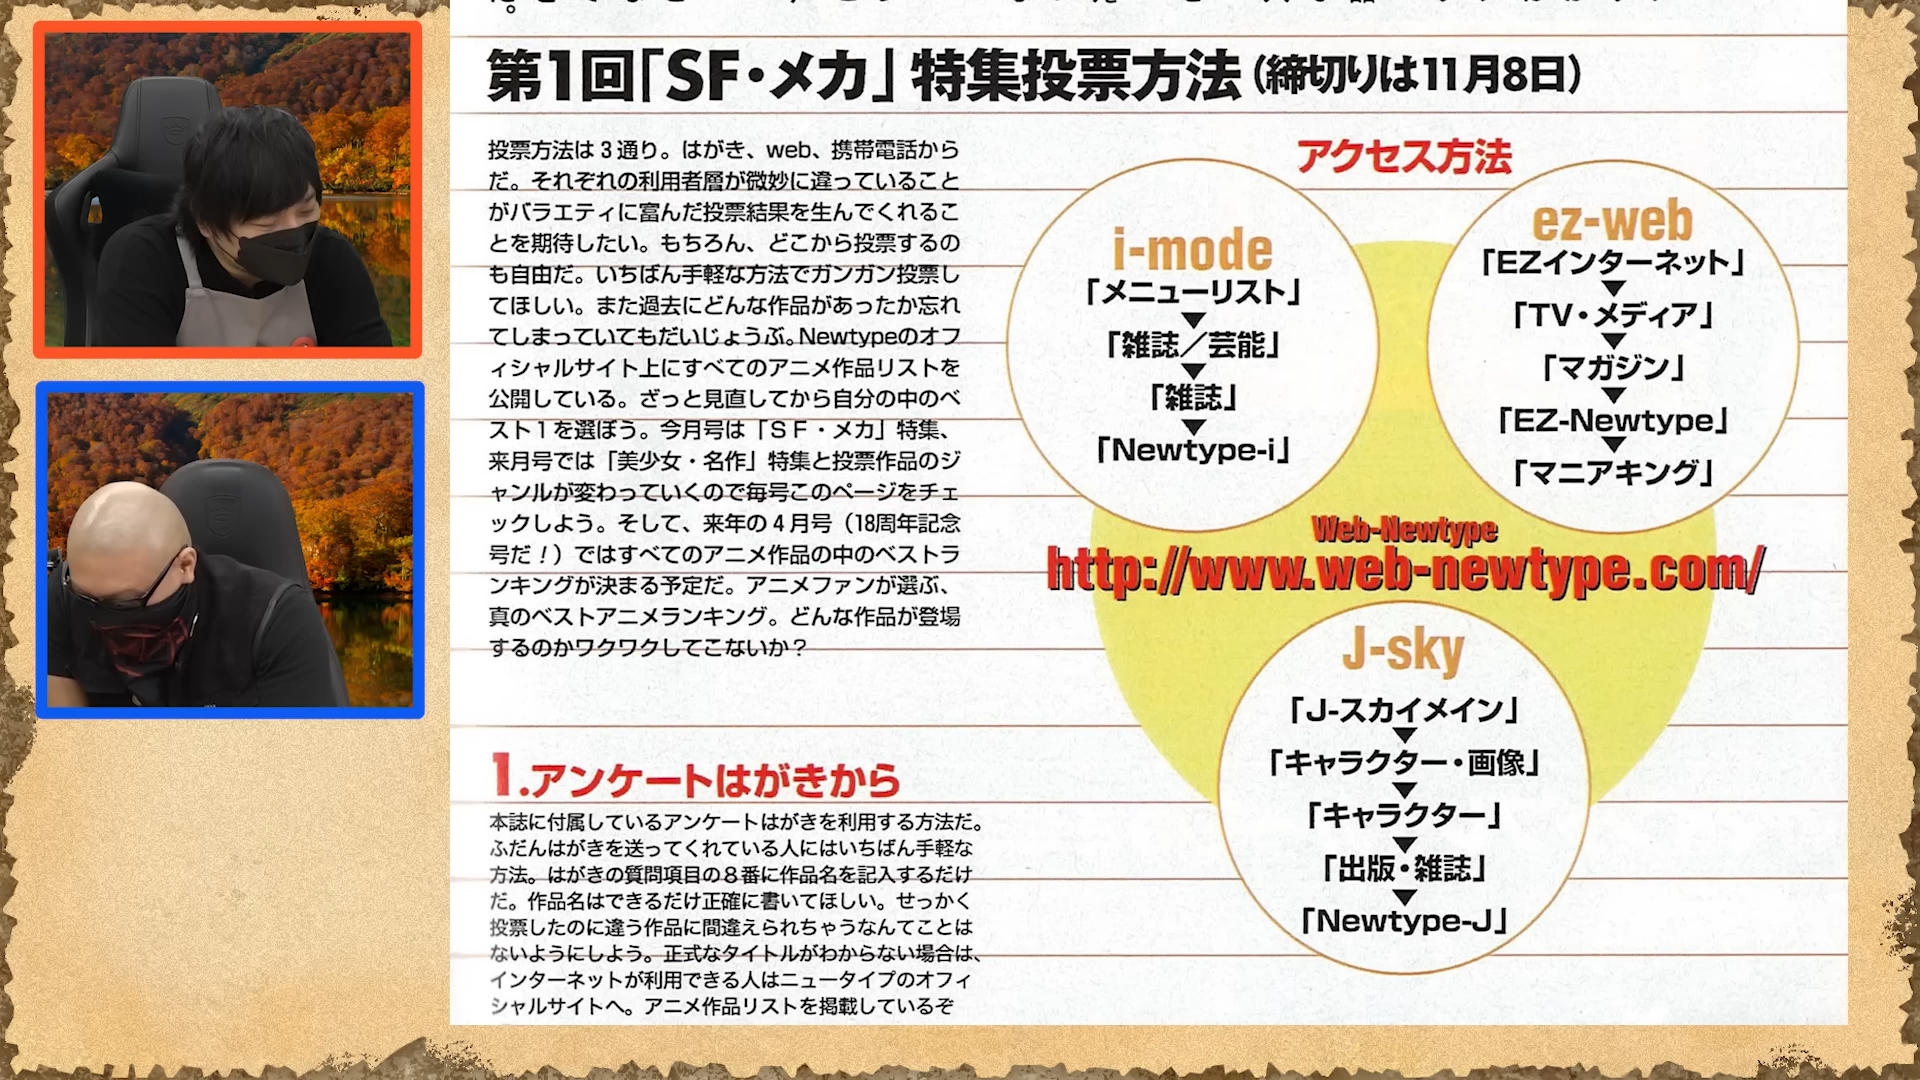 第1回「SF・メカ」特集投票方法(締切りは11月8日)
投票方法は3通り。はがき、web、携帯電話から
だ。それぞれの利用者層が微妙に違っていること
がバラエティに富んだ投票結果を生んでくれるこ
とを期待したい。もちろん、どこから投票するの
も自由だ。いちばん手軽な方法でガンガン投票し
てほしい。また過去にどんな作品があったか忘れ
てしまっていてもだいじょうぶ。Newtypeのオフ
ィシャルサイト上にすべてのアニメ作品リストを
公開している。ざっと見直してから自分の中のベ
スト1を選ぼう。今月号は「SF・メカ」特集、
来月号では「美少女・名作」特集と投票作品のジ
ャンルが変わっていくので毎号このページをチェ
ックしよう。そして、来年の4月号(18周年記念
号だ!)ではすべてのアニメ作品の中のベストラ
ンキングが決まる予定だ。アニメファンが選ぶ、
真のベストアニメランキング。どんな作品が登場
するのかワクワクしてこないか?
1.アンケートはがきから
本誌に付属しているアンケートはがきを利用する方法だ。
ふだんはがきを送ってくれている人にはいちばん手軽な
方法。はがきの質問項目の8番に作品名を記入するだけ
だ。作品名はできるだけ正確に書いてほしい。せっかく
投票したのに違う作品に間違えられちゃうなんてことは
ないようにしよう。正式なタイトルがわからない場合は、
インターネットが利用できる人はニュータイプのオフィ
シャルサイトへ。アニメ作品リストを掲載しているぞ
アクセス方法
i-mode
「メニューリスト」
▼
「雑誌/芸能」
▼
「雑誌」
▼
「Newtype-i」
ez-web
「EZインターネット」
▼
「TV・メディア」
▼
「マガジン」
▼
「EZ-Newtype」
▼
「マニアキング」
Web-Newtype
http://www.web-newtype.com/
J-sky
「J-スカイメイン」
▼
「キャラクター・画像」
▼
「キャラクター」
▼
「出版・雑誌」
▼
「Newtype-J」